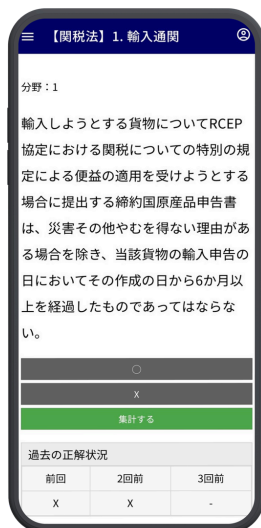 【関税法】1. 輸入通関
分野：1
輸入しようとする貨物についてRCEP
協定における関税についての特別の規
定による便益の適用を受けようとする
場合に提出する締約国原産品申告書
は、災害その他やむを得ない理由があ
る場合を除き、当該貨物の輸入申告の
日においてその作成の日から6か月以
上を経過したものであってはならな
い。
〇
X
集計する
過去の正解状況
前回 2回前 3回前
X X -